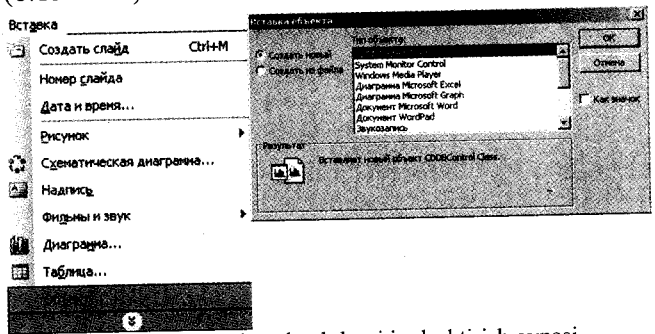 Вставка
Создать слайд Ctrl+M
Номер слайда
Дата и время...
Рисунок
Схематическая диаграмма...
Надпись
Фильмы и звук
Диаграмма...
Таблица...
Вставка объекта
Тип объекта:
Создать новый
Создать из файла
System Monitor Control
Windows Media Player
Диаграмма Microsoft Excel
Диаграмма Microsoft Graph
Документ Microsoft Word
Документ WordPad
Звукозапись
ОК
Отмена
Как значок
Результат
Вставляет новый объект CDDBControl Class.